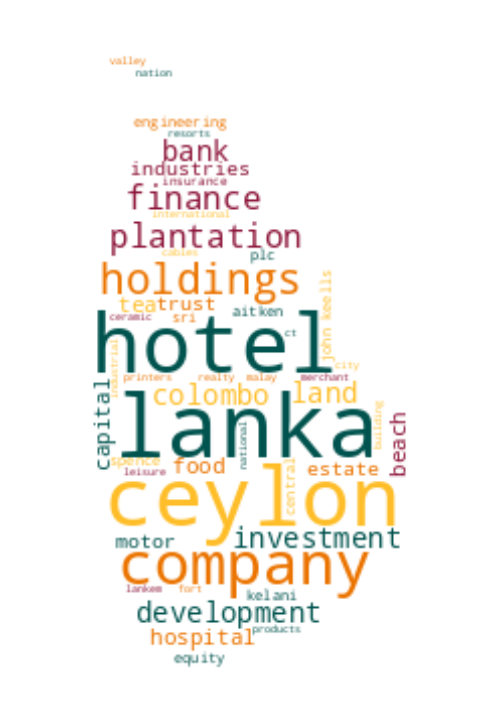 valley
nation
engineering
resorts
bank
industries
insurance
finance
international
plantation
cables
plc
holdings
john keells
tea trust
aitken
ceramic
sri
hotel
ct
industrial
city
printers realty malay merchant
capital
colombo land
lanka
building
beach
national
spence
food
estate
leisure
central
ceylon
motor
investment
company
lankem
fort
kelani
development
products
hospital
equity